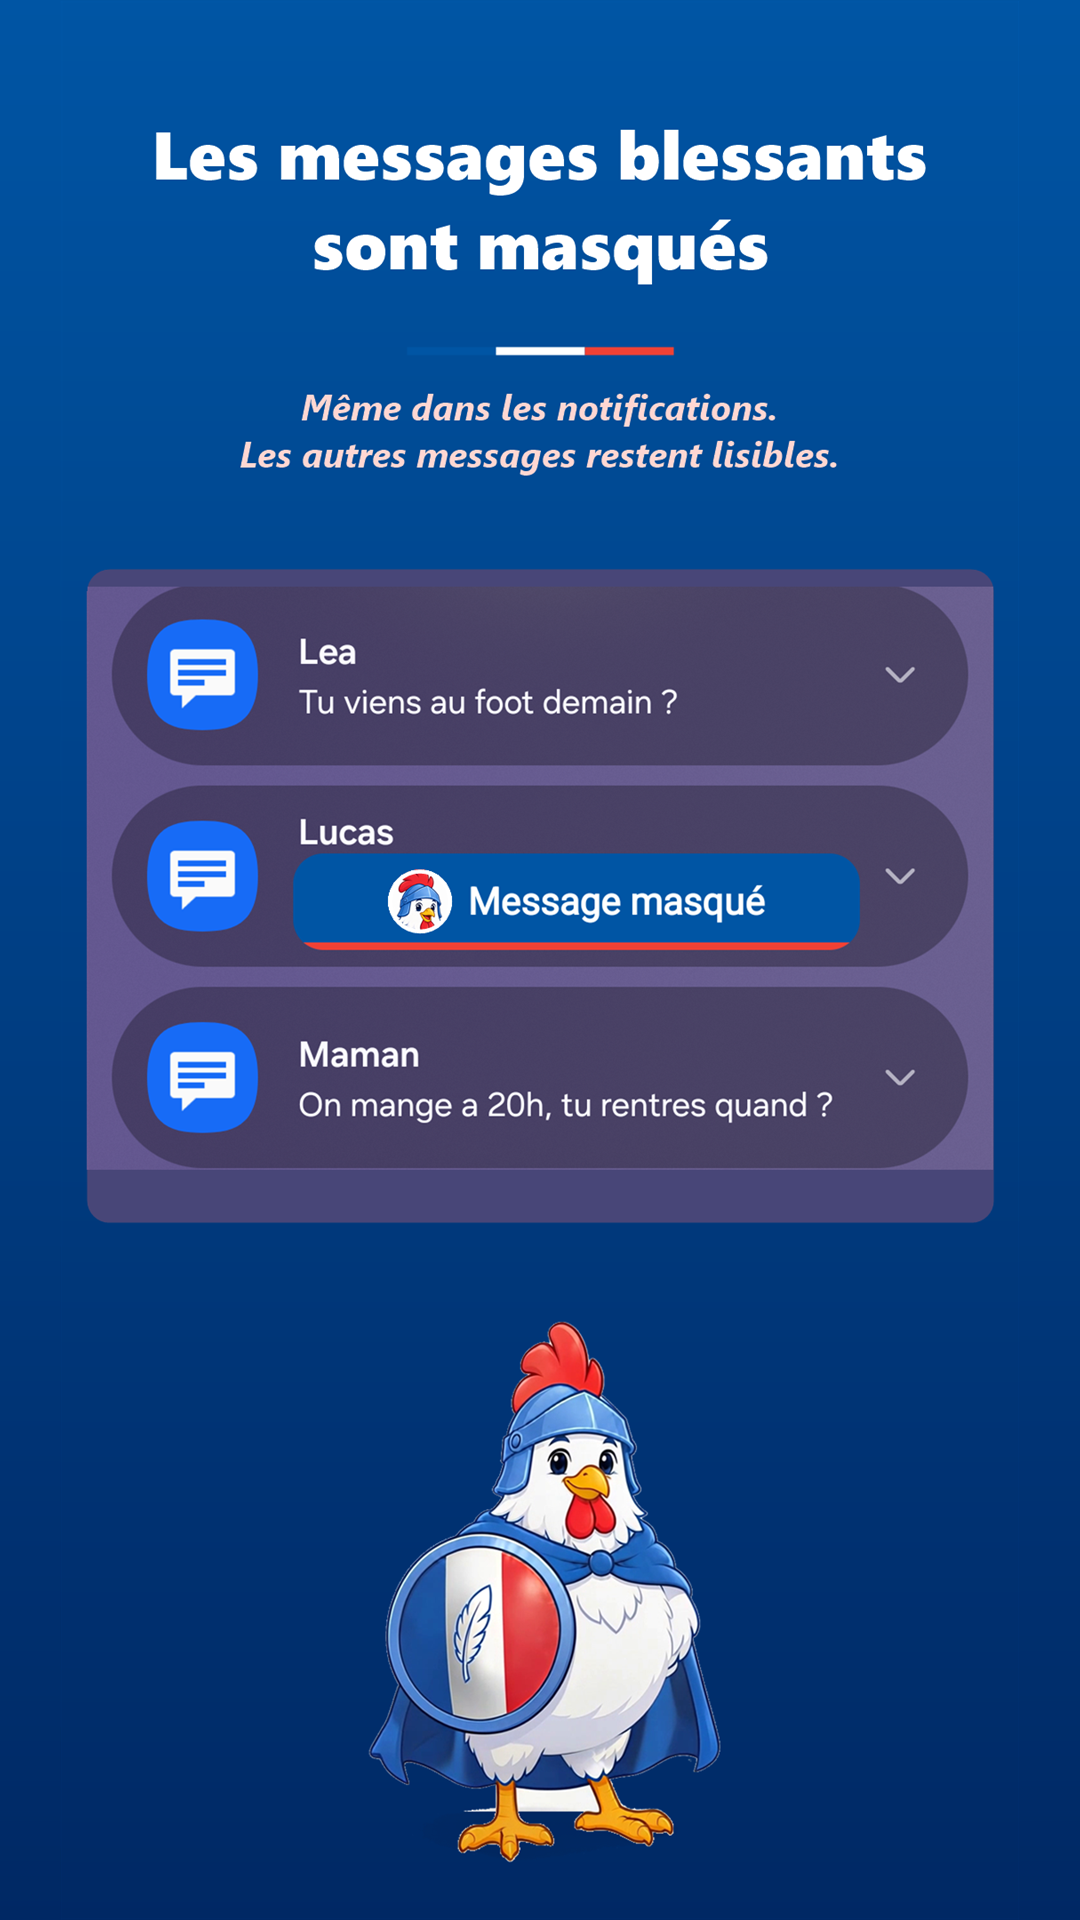 Les messages blessants
sont masqués
Même dans les notifications.
Les autres messages restent lisibles.
Lea
Tu viens au foot demain ?
Lucas
Message masqué
Maman
On mange a 20h, tu rentres quand ?